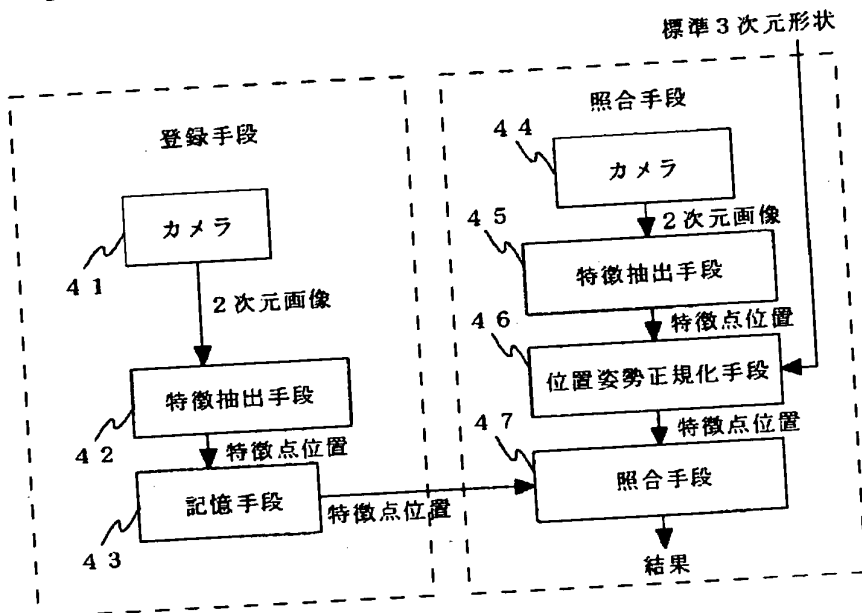 標準３次元形状
登録手段
カメラ
４１
２次元画像
特徴抽出手段
４２
特徴点位置
記憶手段
４３
特徴点位置
照合手段
４４
カメラ
２次元画像
４５
特徴抽出手段
特徴点位置
４６
位置姿勢正規化手段
特徴点位置
４７
照合手段
結果